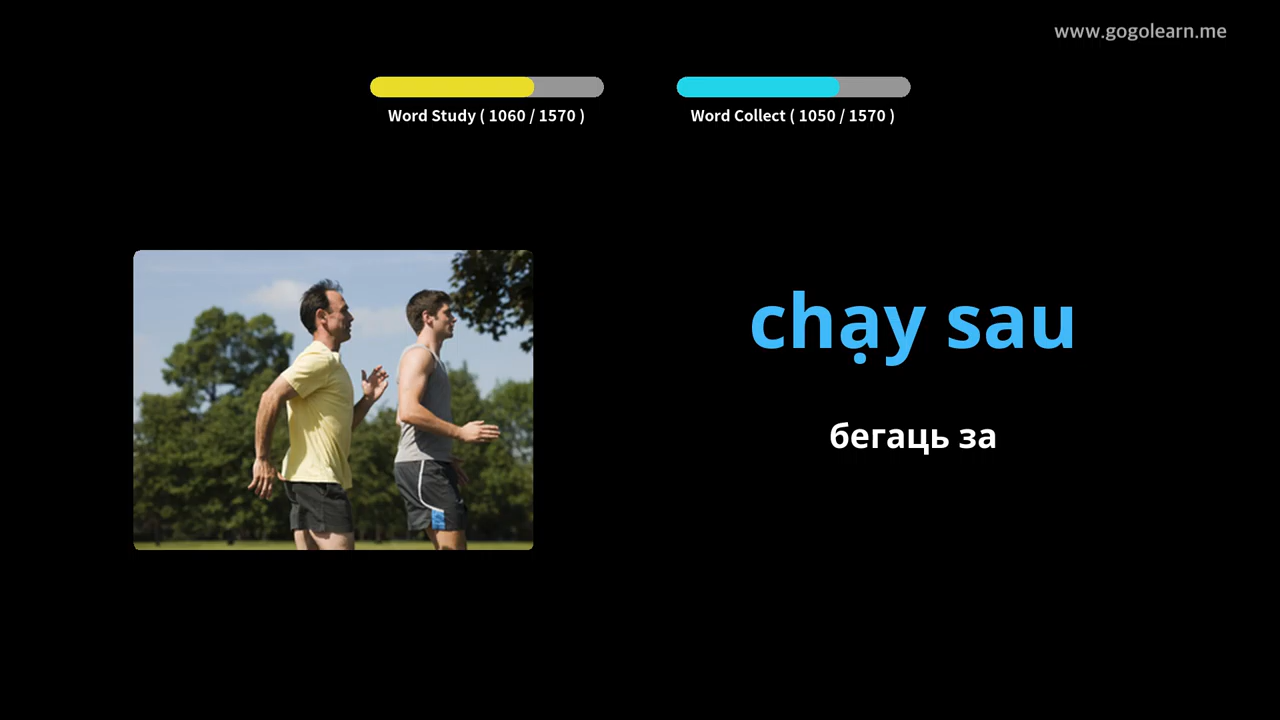 www.gogolearn.me
Word Study ( 1060 / 1570 )
Word Collect ( 1050 / 1570 )
chạy sau
бегаць за